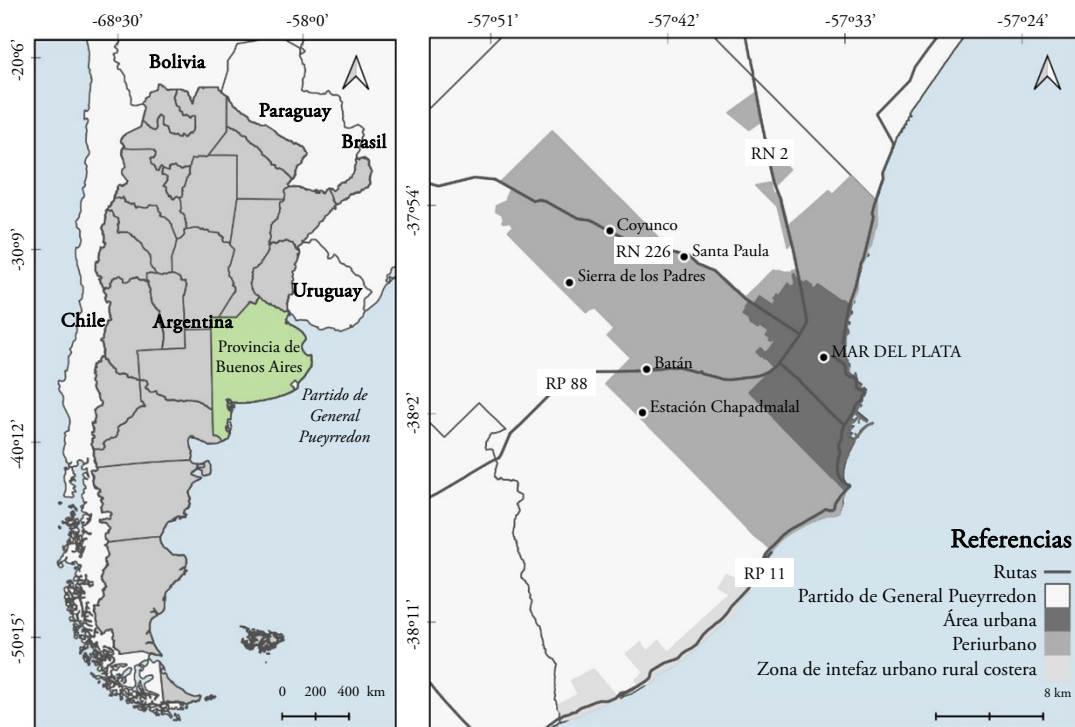 -68º30'
-58º0'
-20º6'
-30º9'
-40º12'
-50º15'
Bolivia
Paraguay
Brasil
Uruguay
Chile
Argentina
Provincia de
Buenos Aires
Partido de
General
Pueyrredon
0 200 400 km
-57º51'
-57º42'
-57º33'
-57º24'
-37º54'
-38º2'
-38º11'
RN 2
Coyunco
RN 226
Santa Paula
Sierra de los Padres
MAR DEL PLATA
Batán
RP 88
Estación Chapadmalal
RP 11
Referencias
Rutas
Partido de General Pueyrredon
Área urbana
Periurbano
Zona de intefaz urbano rural costera
8 km